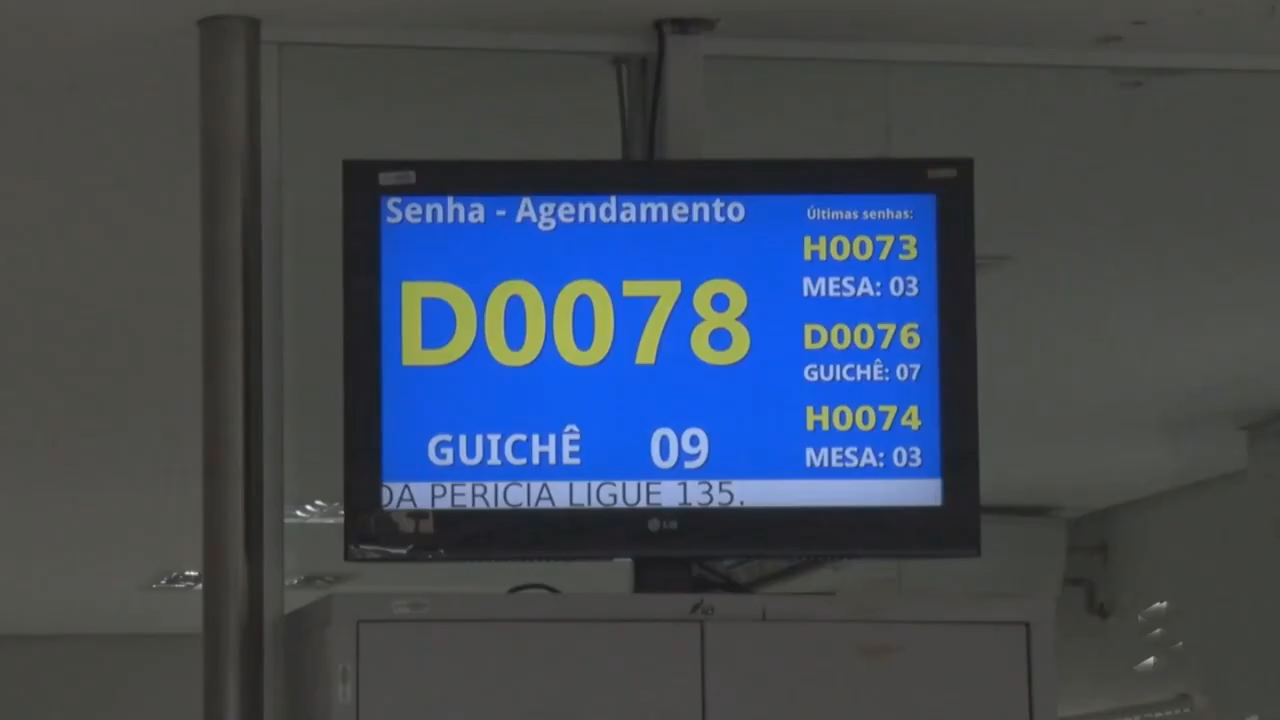 Senha - Agendamento
D0078
GUICHÊ 09
Últimas senhas:
H0073
MESA: 03
D0076
GUICHÊ: 07
H0074
MESA: 03
DA PERICIA LIGUE 135.
LG